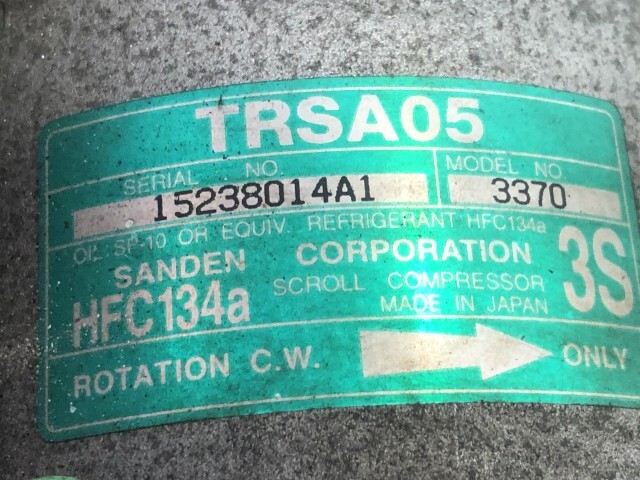 TRSA05
SERIAL NO. MODEL NO
15238014A1 3370
OIL SP-10 OR EQUIV. REFRIGERANT HFC134a
SANDEN CORPORATION 3S
HFC134a SCROLL COMPRESSOR
MADE IN JAPAN
ROTATION C.W. ONLY